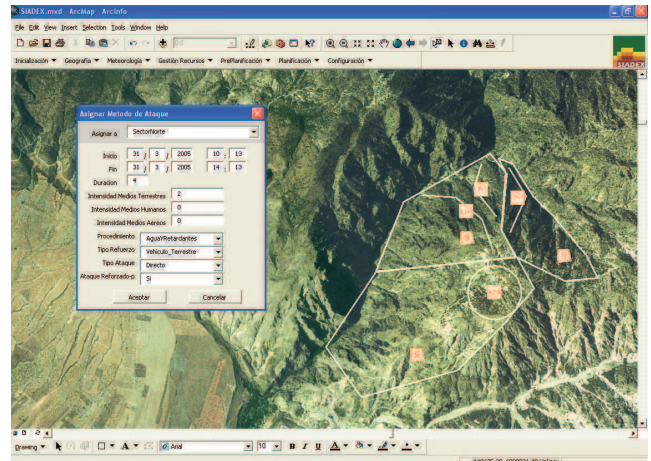 SIADEX.mxd - ArcMap - ArcInfo
File Edit View Insert Selection Tools Window Help
Inicialización Geografía Meteorología Gestión Recursos PrePlanificación Planificación Configuración
SIADEX
Asignar Metodo de Ataque
Asignar a SectorNorte
Inicio 31 / 3 / 2005 10 : 13
Fin 31 / 3 / 2005 14 : 13
Duracion 4
Intensidad Medios Terrestres 2
Intensidad Medios Humanos 0
Intensidad Medios Aereos 0
Procedimiento AguaYRetardantes
Tipo Refuerzo Vehiculo_Terrestre
Tipo Ataque Directo
Ataque Reforzado-p Si
Aceptar Cancelar
Drawing A Arial 10 B I U A